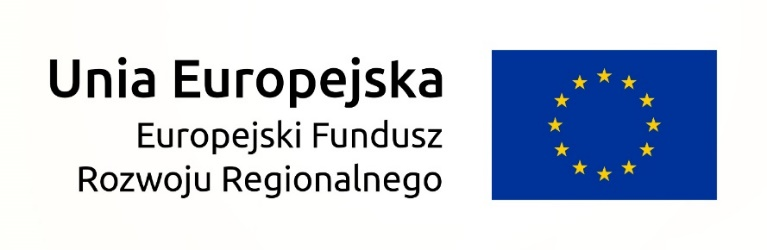 Unia Europejska
Europejski Fundusz
Rozwoju Regionalnego